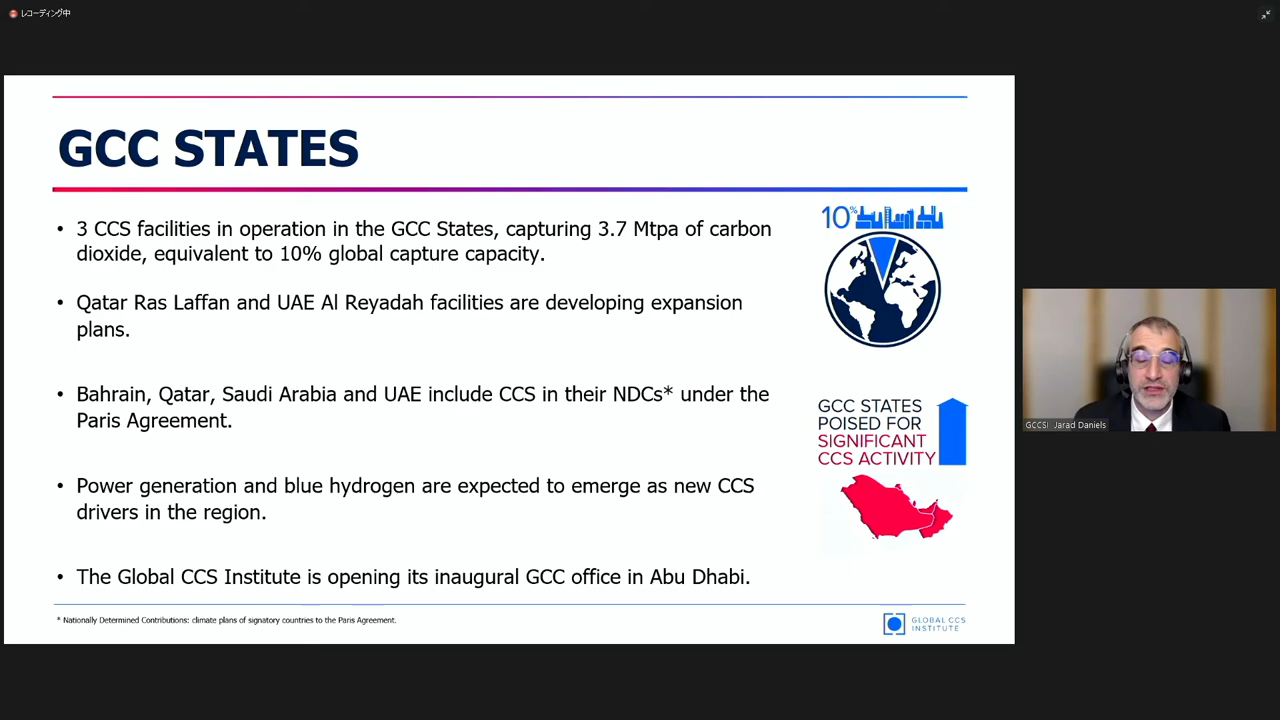 レコーディング中
GCC STATES
• 3 CCS facilities in operation in the GCC States, capturing 3.7 Mtpa of carbon
dioxide, equivalent to 10% global capture capacity.
• Qatar Ras Laffan and UAE Al Reyadah facilities are developing expansion
plans.
• Bahrain, Qatar, Saudi Arabia and UAE include CCS in their NDCs* under the
Paris Agreement.
• Power generation and blue hydrogen are expected to emerge as new CCS
drivers in the region.
• The Global CCS Institute is opening its inaugural GCC office in Abu Dhabi.
10%
GCC STATES
POISED FOR
SIGNIFICANT
CCS ACTIVITY
* Nationally Determined Contributions: climate plans of signatory countries to the Paris Agreement.
GLOBAL CCS
INSTITUTE
GCCSI Jarad Daniels